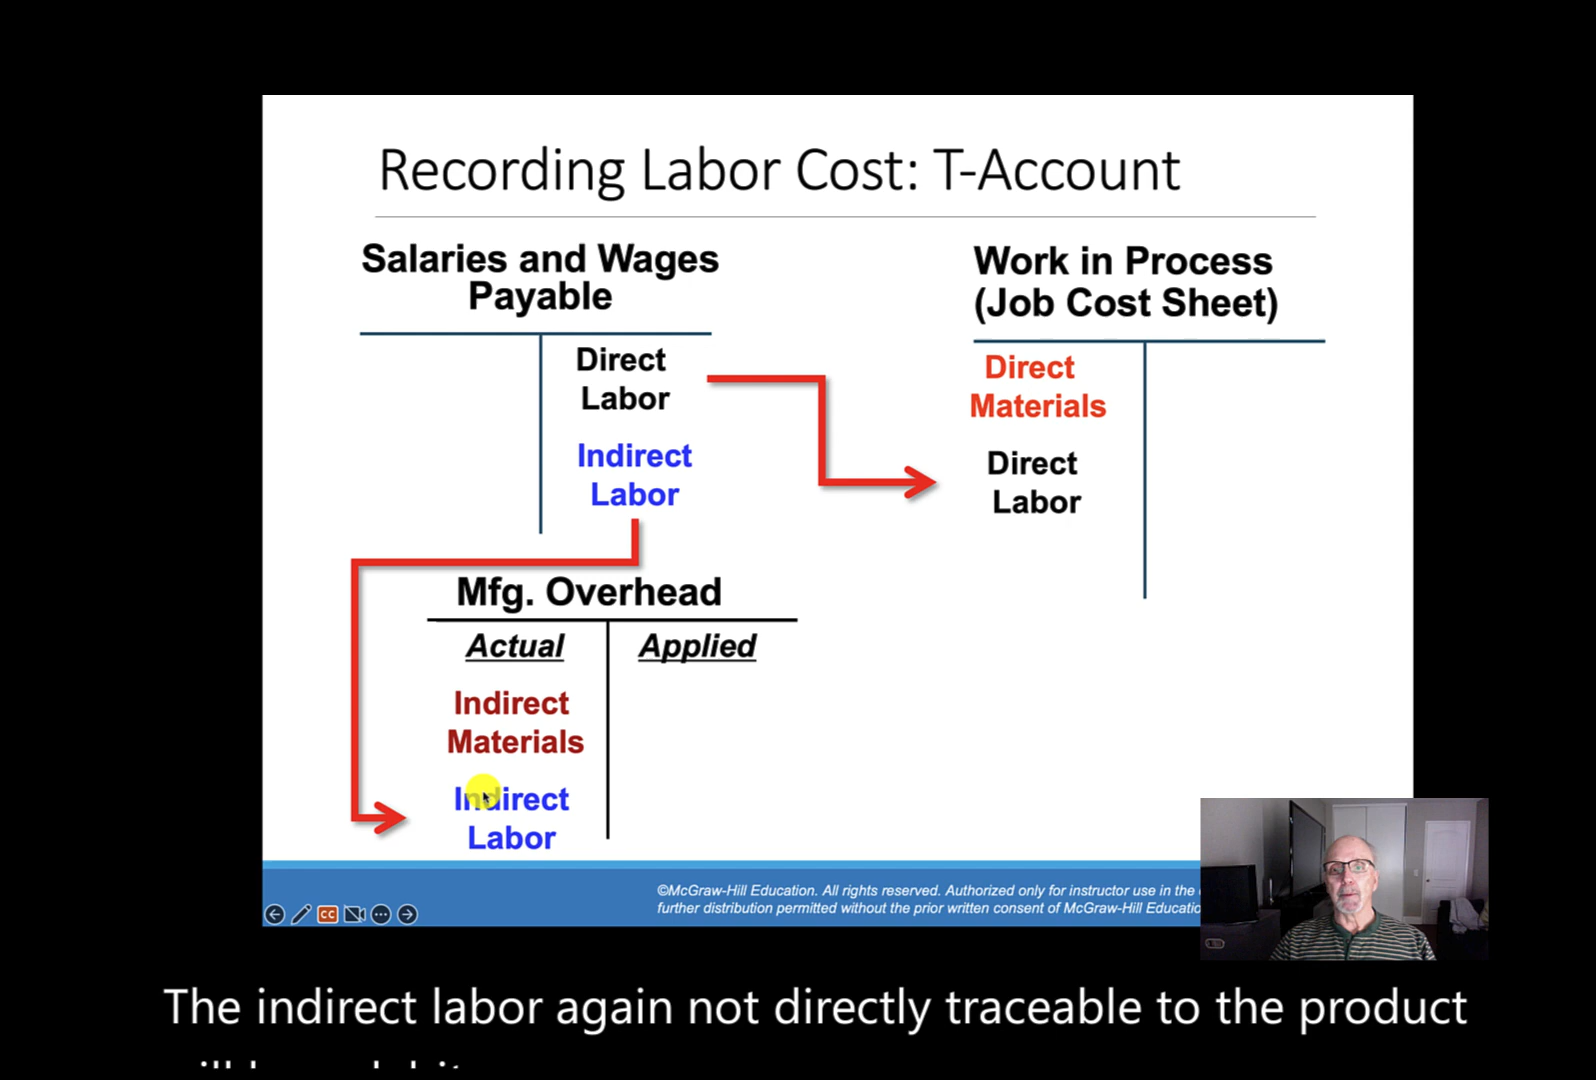 Recording Labor Cost: T-Account
Salaries and Wages
Payable
Direct
Labor
Indirect
Labor
Work in Process
(Job Cost Sheet)
Direct
Materials
Direct
Labor
Mfg. Overhead
Actual
Applied
Indirect
Materials
Indirect
Labor
©McGraw-Hill Education. All rights reserved. Authorized only for instructor use in the
further distribution permitted without the prior written consent of McGraw-Hill
CC
The indirect labor again not directly traceable to the product